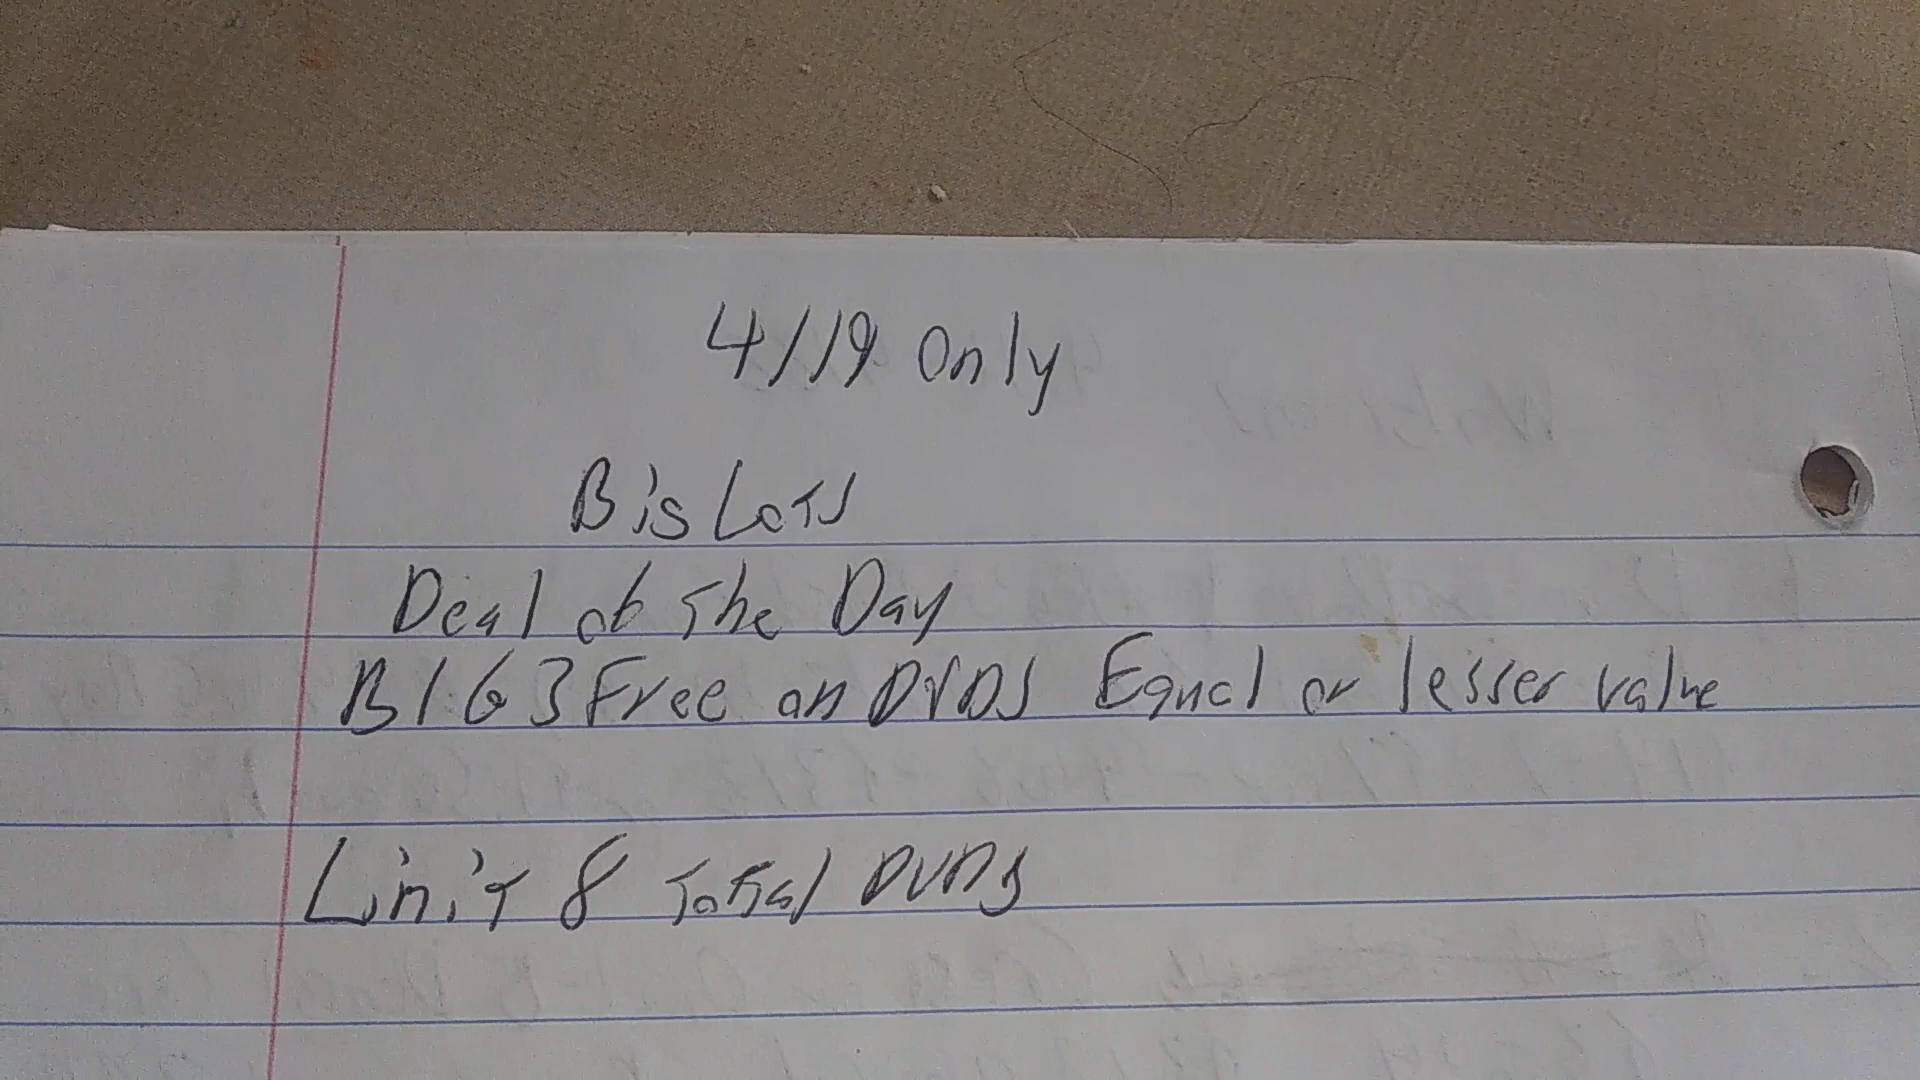 4/19 Only
Big Lots
Deal of The Day
B1G3 Free on DVDs Equal or lesser value
Limit 8 Total DVDs